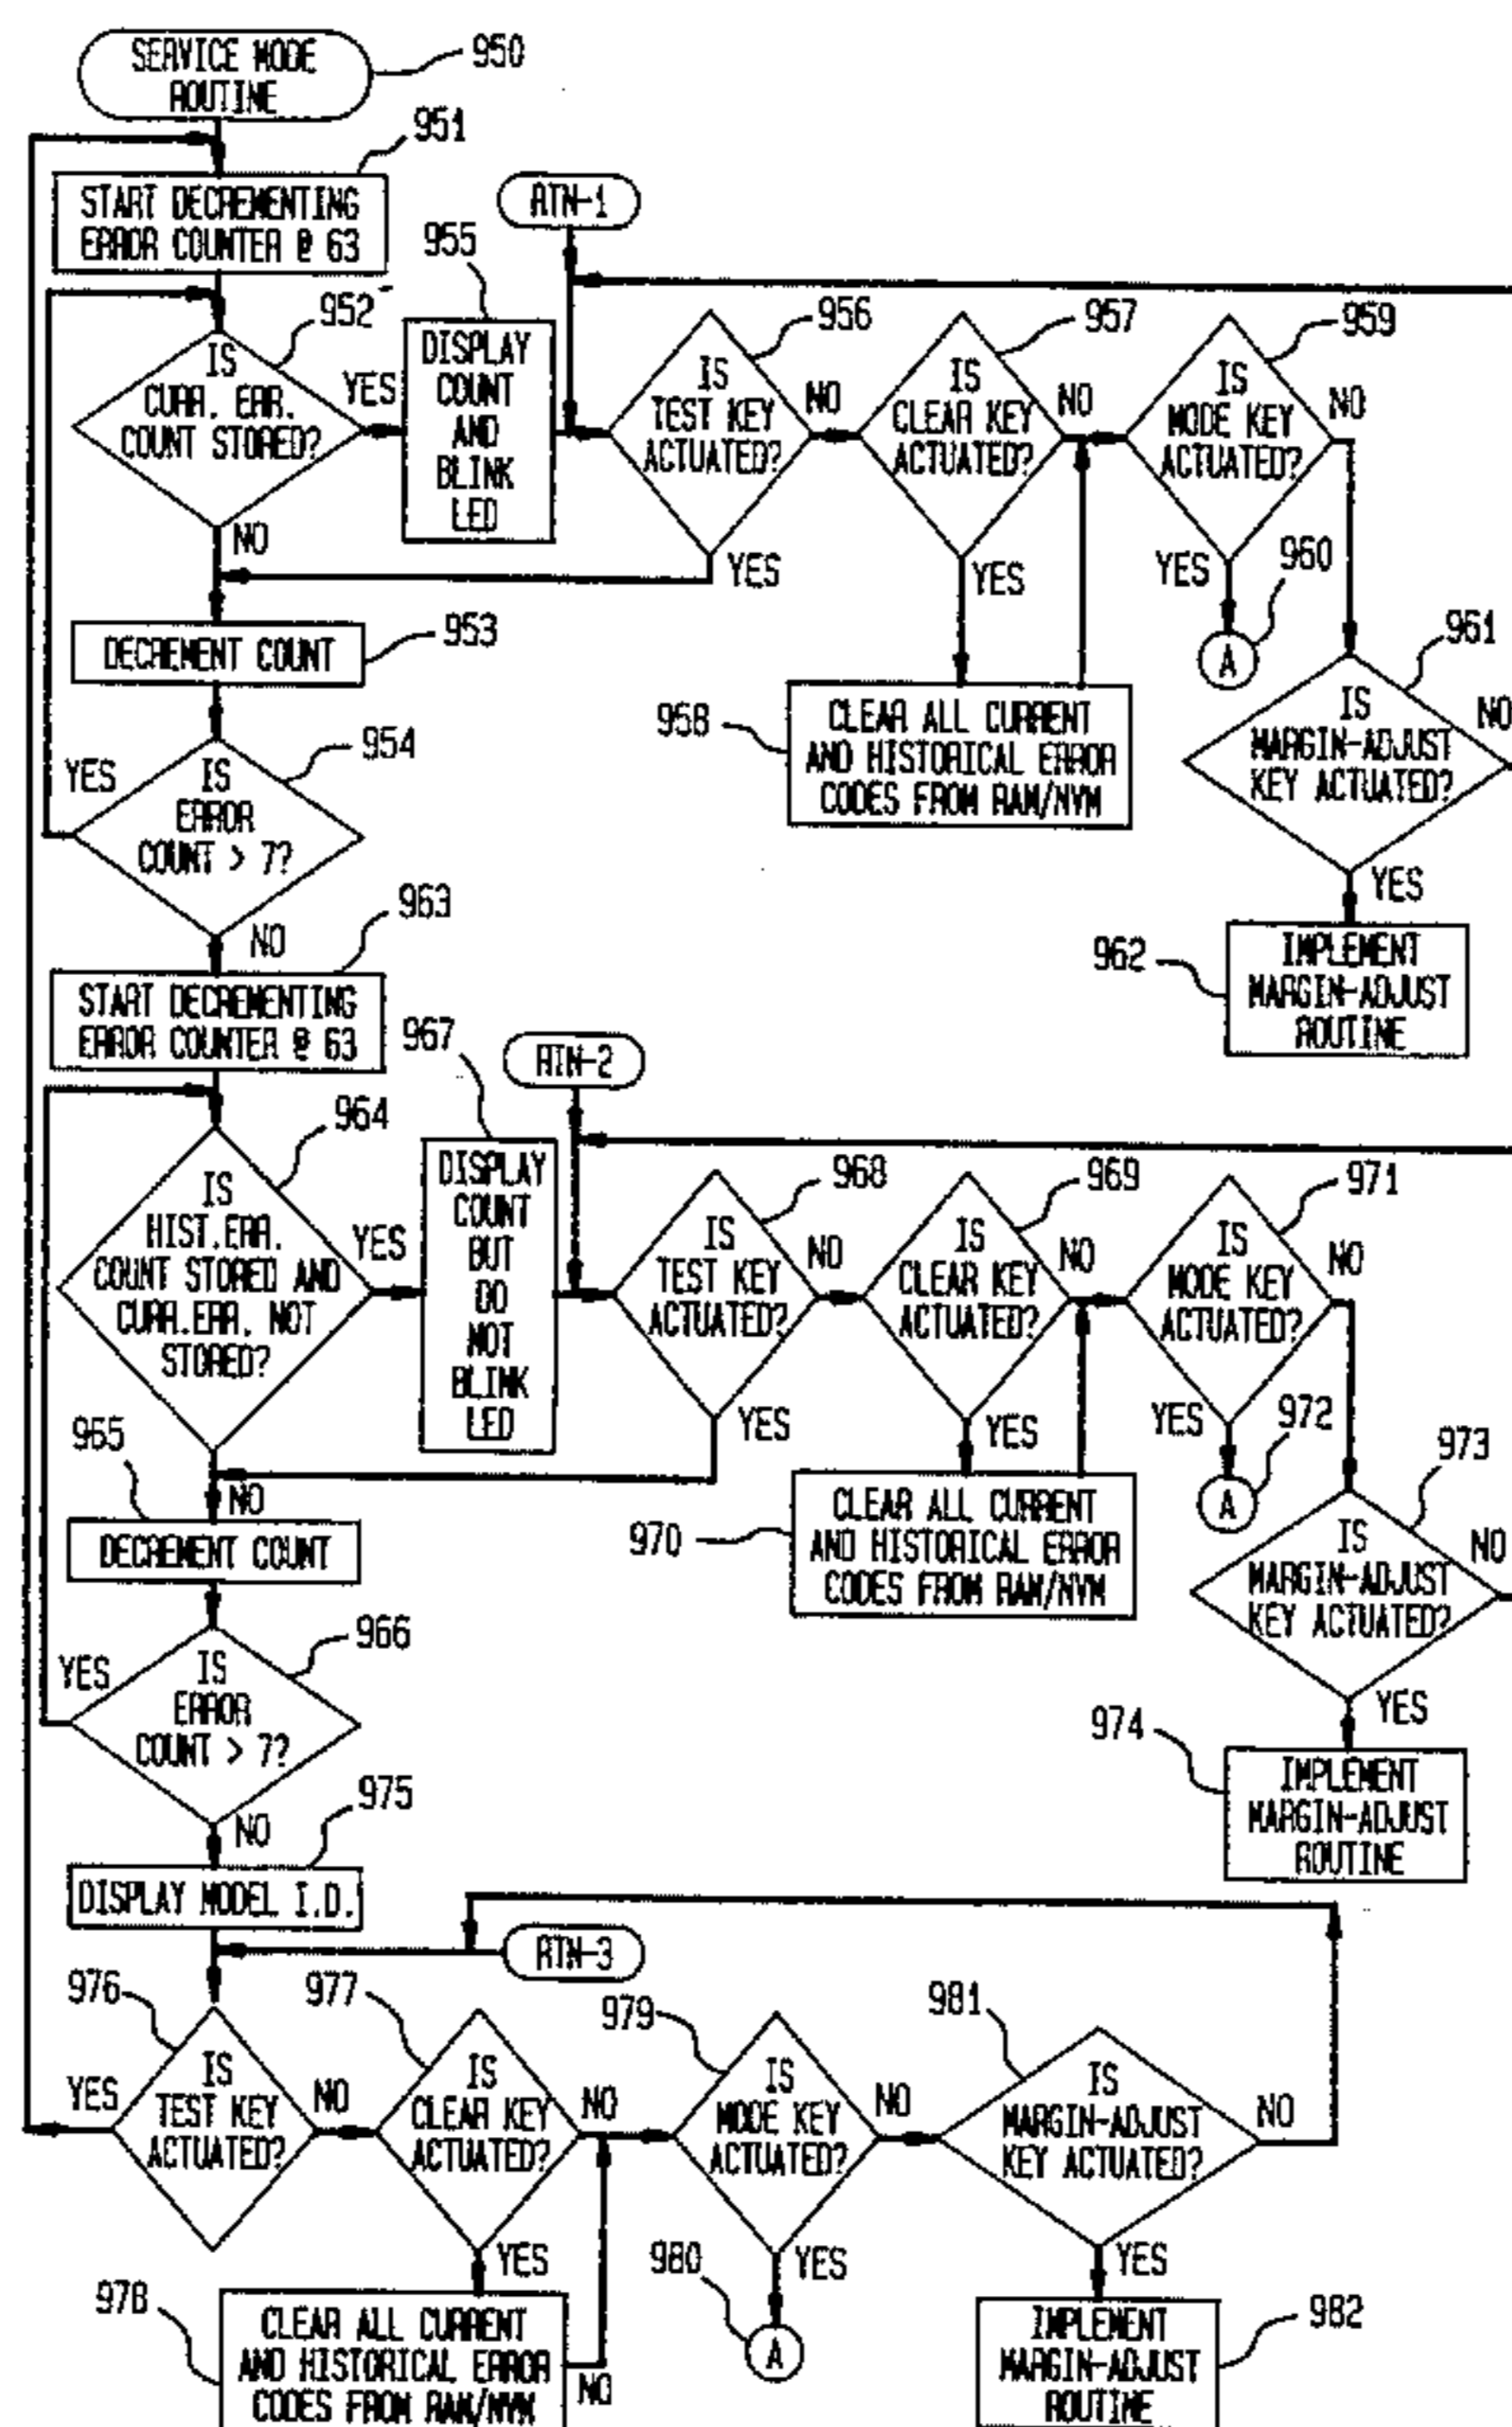 SERVICE MODE
ROUTINE
950
951
START DECREMENTING
ERROR COUNTER @ 63
RTN-1
955
952
IS
CURR. ERR.
COUNT STORED?
YES
NO
DISPLAY
COUNT
AND
BLINK
LED
956
IS
TEST KEY
ACTUATED?
NO
YES
957
IS
CLEAR KEY
ACTUATED?
NO
YES
959
IS
MODE KEY
ACTUATED?
NO
YES
960
A
961
IS
MARGIN-ADJUST
KEY ACTUATED?
NO
YES
953
DECREMENT COUNT
958
CLEAR ALL CURRENT
AND HISTORICAL ERROR
CODES FROM RAM/NVM
954
YES
IS
ERROR
COUNT > 7?
NO
962
IMPLEMENT
MARGIN-ADJUST
ROUTINE
963
START DECREMENTING
ERROR COUNTER @ 63
967
RTN-2
964
IS
HIST.ERR.
COUNT STORED AND
CURR.ERR. NOT
STORED?
YES
NO
DISPLAY
COUNT
BUT
DO
NOT
BLINK
LED
968
IS
TEST KEY
ACTUATED?
NO
YES
969
IS
CLEAR KEY
ACTUATED?
NO
YES
971
IS
MODE KEY
ACTUATED?
NO
YES
972
A
973
IS
MARGIN-ADJUST
KEY ACTUATED?
NO
YES
965
DECREMENT COUNT
970
CLEAR ALL CURRENT
AND HISTORICAL ERROR
CODES FROM RAM/NVM
966
YES
IS
ERROR
COUNT > 7?
NO
974
IMPLEMENT
MARGIN-ADJUST
ROUTINE
975
DISPLAY MODEL I.D.
RTN-3
976
YES
IS
TEST KEY
ACTUATED?
NO
977
IS
CLEAR KEY
ACTUATED?
NO
YES
979
IS
MODE KEY
ACTUATED?
NO
YES
981
IS
MARGIN-ADJUST
KEY ACTUATED?
NO
YES
978
CLEAR ALL CURRENT
AND HISTORICAL ERROR
CODES FROM RAM/NVM
NO
980
A
IMPLEMENT
MARGIN-ADJUST
ROUTINE
982